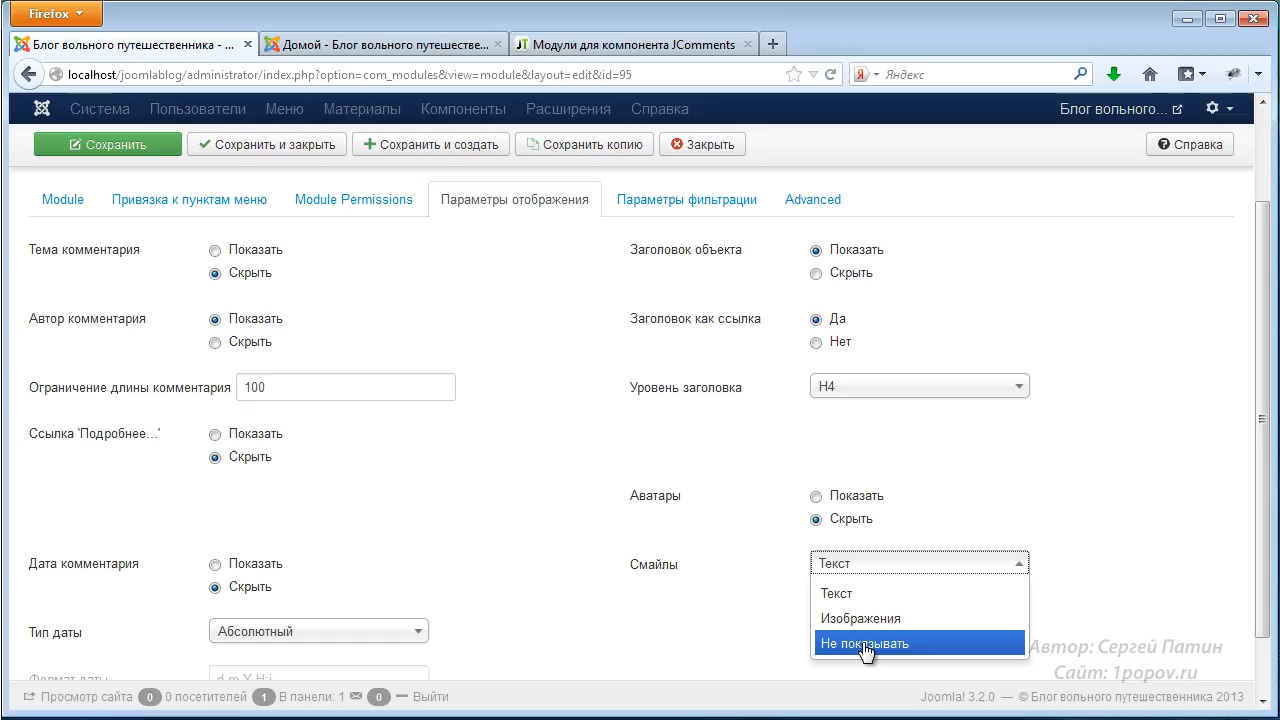 Firefox
Блог вольного путешественника - ...
Домой - Блог вольного путешестве...
Модули для компонента JComments
localhost/joomlablog/administrator/index.php?option=com_modules&view=module&layout=edit&id=95
Яндекс
Система Пользователи Меню Материалы Компоненты Расширения Справка
Блог вольного...
Сохранить
Сохранить и закрыть
Сохранить и создать
Сохранить копию
Закрыть
Справка
Module Привязка к пунктам меню Module Permissions Параметры отображения Параметры фильтрации Advanced
Тема комментария
Показать
Скрыть
Заголовок объекта
Показать
Скрыть
Автор комментария
Показать
Скрыть
Заголовок как ссылка
Да
Нет
Ограничение длины комментария 100
Уровень заголовка H4
Ссылка 'Подробнее...'
Показать
Скрыть
Аватары
Показать
Скрыть
Дата комментария
Показать
Скрыть
Смайлы
Текст
Текст
Изображения
Не показывать
Тип даты Абсолютный
Формат даты d.m.Y H:i
Автор: Сергей Патин
Сайт: 1popov.ru
Просмотр сайта 0 0 посетителей 1 В панели: 1 0 Выйти
Joomla! 3.2.0 — © Блог вольного путешественника 2013